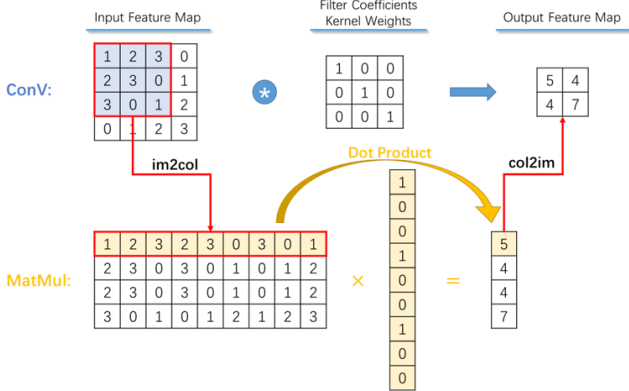 Input Feature Map
Filter Coefficients
Kernel Weights
Output Feature Map
ConV:
1 2 3 0
2 3 0 1
3 0 1 2
0 1 2 3
*
1 0 0
0 1 0
0 0 1
5 4
4 7
im2col
Dot Product
col2im
MatMul:
1 2 3 2 3 0 3 0 1
2 3 0 3 0 1 0 1 2
2 3 0 3 0 1 0 1 2
3 0 1 0 1 2 1 2 3
×
1
0
0
1
0
0
1
0
0
=
5
4
4
7